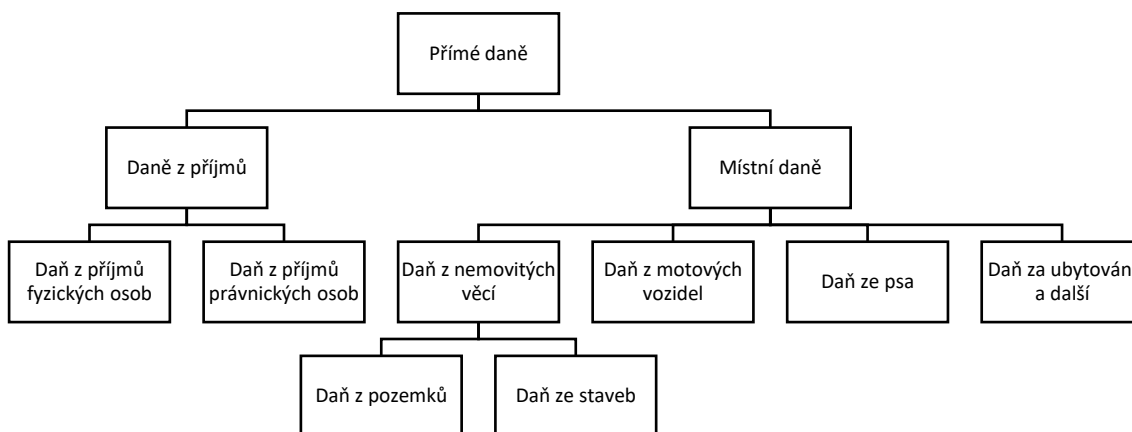 Přímé daně
Daně z příjmů
Místní daně
Daň z příjmů
fyzických osob
Daň z příjmů
právnických osob
Daň z nemovitých
věcí
Daň z motových
vozidel
Daň ze psa
Daň za ubytován
a další
Daň z pozemků
Daň ze staveb